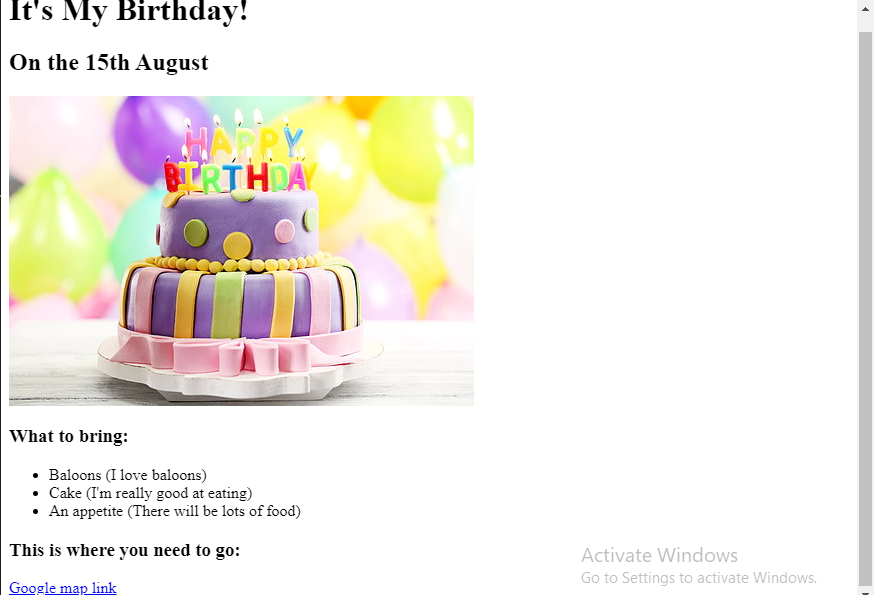 It's My Birthday!
On the 15th August
HAPPY
BIRTHDAY
What to bring:
Baloons (I love baloons)
Cake (I'm really good at eating)
An appetite (There will be lots of food)
This is where you need to go:
Google map link
Activate Windows
Go to Settings to activate Windows.